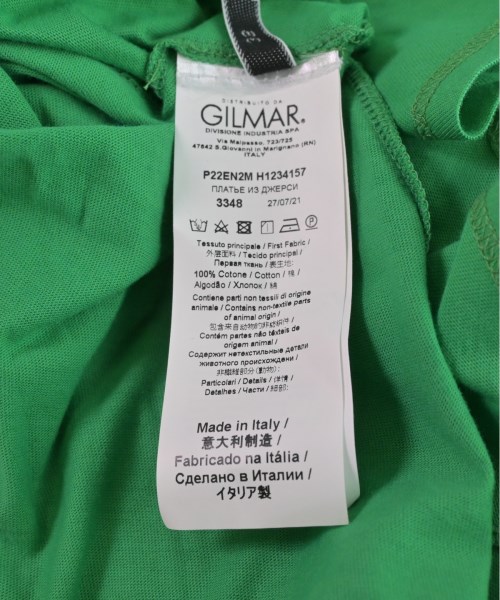 38
DISTRIBUITO DA
GILMAR.
DIVISIONE INDUSTRIA SPA
Via Malpasso, 723/725
47842 S.Giovanni in Marignano (RN)
ITALY
P22EN2M H1234157
ПЛАТЬЕ ИЗ ДЖЕРСИ
3348 27/07/21
Tessuto principale / First Fabric /
外层面料 / Tecido principal /
Первая ткань / 表生地:
100% Cotone / Cotton / 棉 /
Algodão / Хлопок / 綿
Contiene parti non tessili di origine
animale / Contains non-textile parts
of animal origin /
包含来自动物的非纺织件 /
Contém partes não têxteis de
origem animal /
Содержит нетекстильные детали
животного происхождения /
非繊維部分(動物):
Particolari / Details / 详情 /
Detalhes / Части / 細部:
Made in Italy /
意大利制造 /
Fabricado na Itália /
Сделано в Италии /
イタリア製